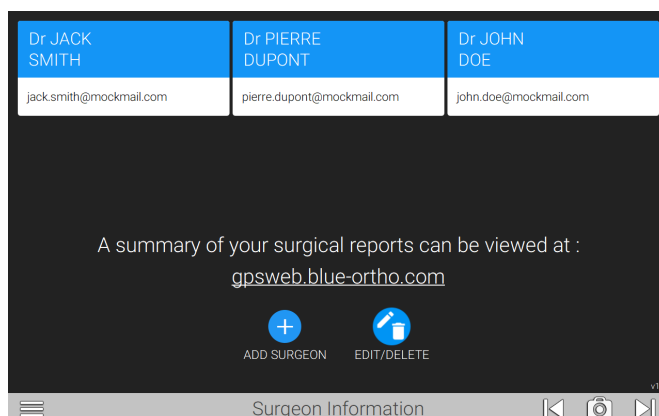 Dr JACK
SMITH
Dr PIERRE
DUPONT
Dr JOHN
DOE
jack.smith@mockmail.com
pierre.dupont@mockmail.com
john.doe@mockmail.com
A summary of your surgical reports can be viewed at :
gpsweb.blue-ortho.com
ADD SURGEON
EDIT/DELETE
v1
Surgeon Information